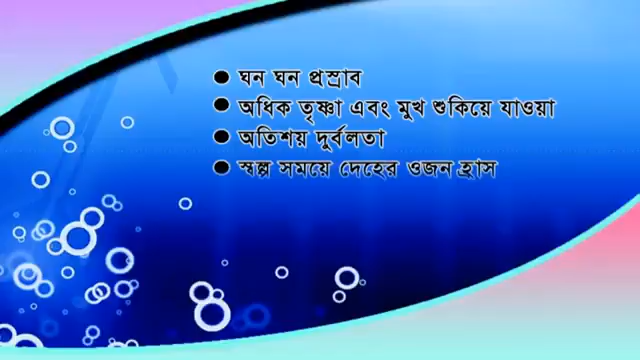 ● ঘন ঘন প্রস্রাব
● অধিক তৃষ্ণা এবং মুখ শুকিয়ে যাওয়া
● অতিশয় দুর্বলতা
● স্বল্প সময়ে দেহের ওজন হ্রাস